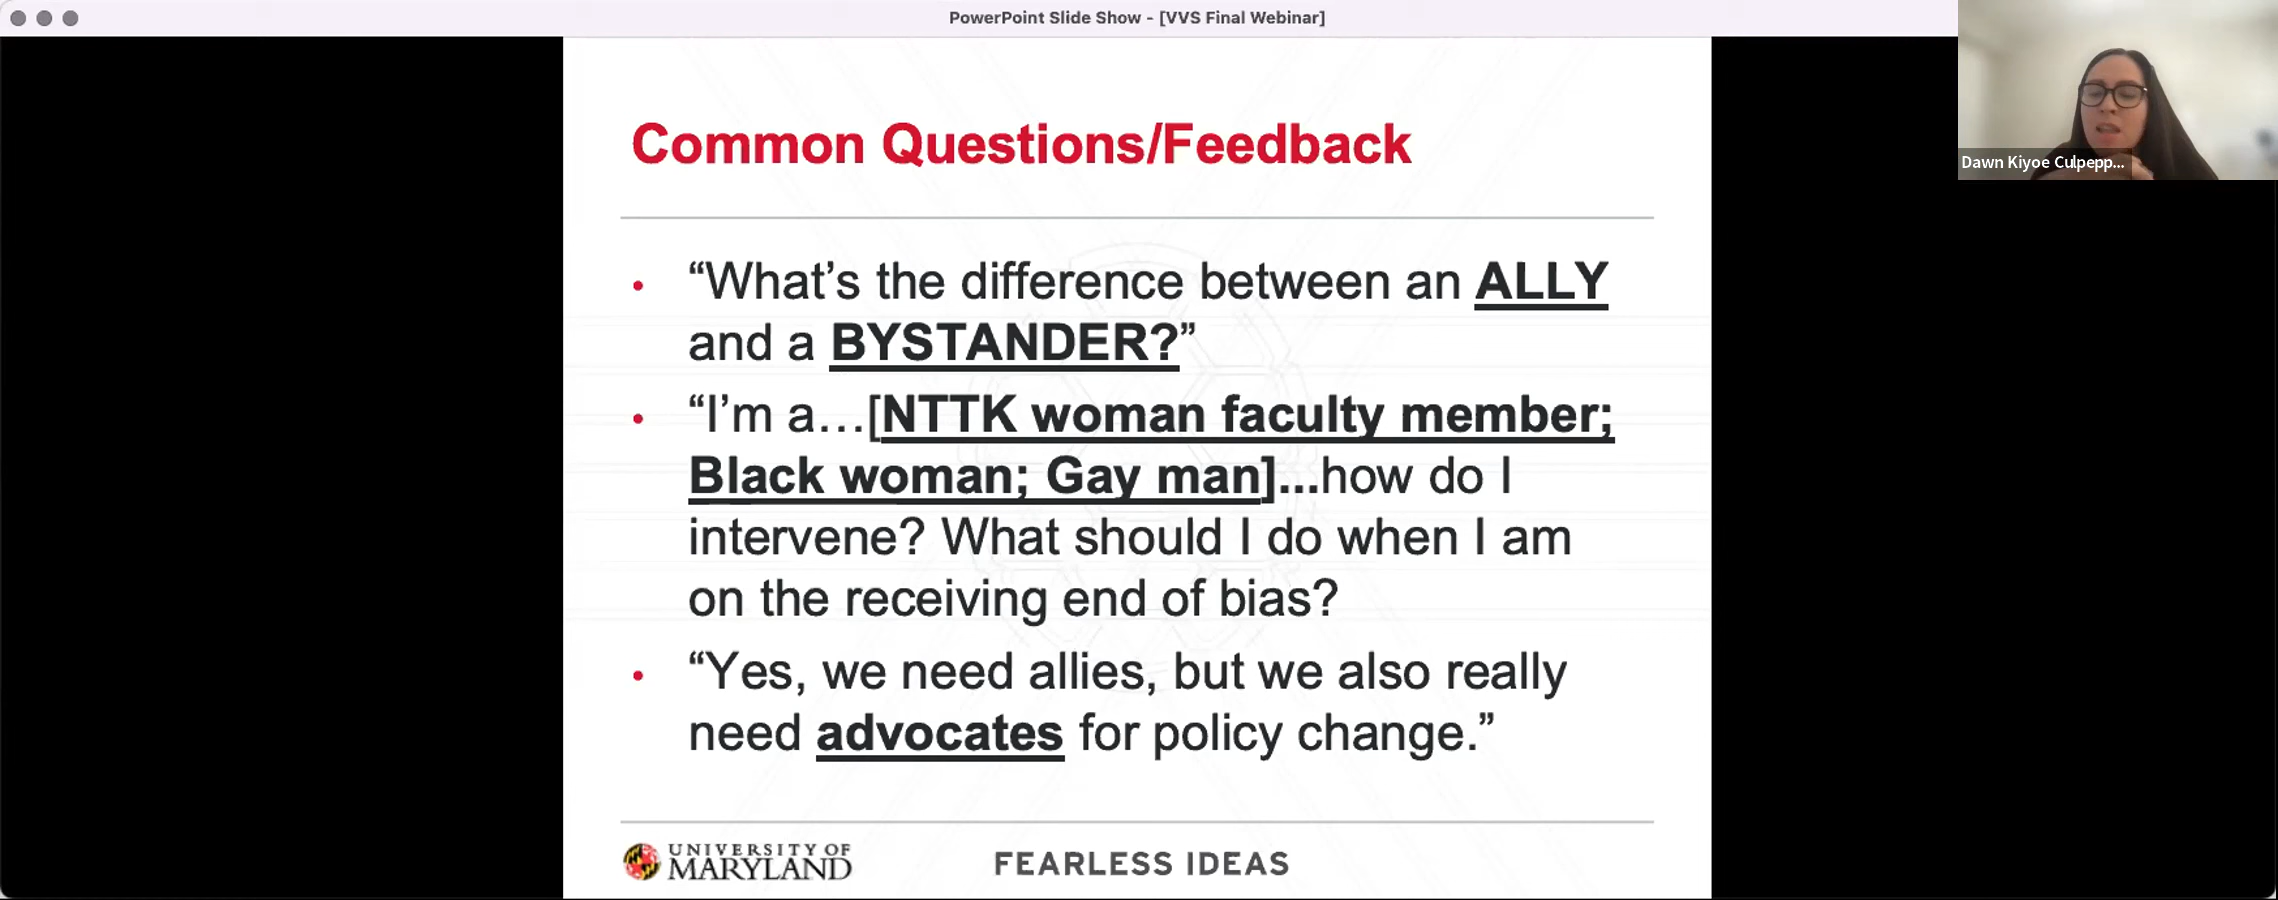 PowerPoint Slide Show - [VVS Final Webinar]
Dawn Kiyoe Culpepp...
Common Questions/Feedback
• “What’s the difference between an ALLY
and a BYSTANDER?”
• “I’m a…[NTTK woman faculty member;
Black woman; Gay man]...how do I
intervene? What should I do when I am
on the receiving end of bias?
• “Yes, we need allies, but we also really
need advocates for policy change.”
UNIVERSITY OF
MARYLAND
FEARLESS IDEAS